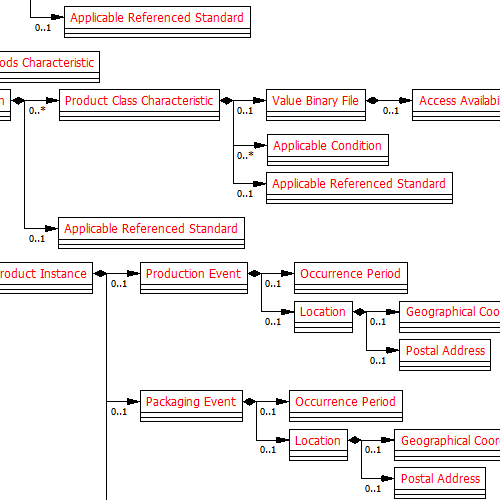 Applicable Referenced Standard
0..1
ods Characteristic
Product Class Characteristic
Value Binary File
Access Availabi
0..*
0..1
0..1
Applicable Condition
0..*
Applicable Referenced Standard
0..1
Applicable Referenced Standard
0..1
roduct Instance
Production Event
Occurrence Period
0..1
0..1
Location
Geographical Coo
0..1
0..1
Postal Address
0..1
Packaging Event
Occurrence Period
0..1
0..1
Location
Geographical Coor
0..1
0..1
Postal Address
0..1